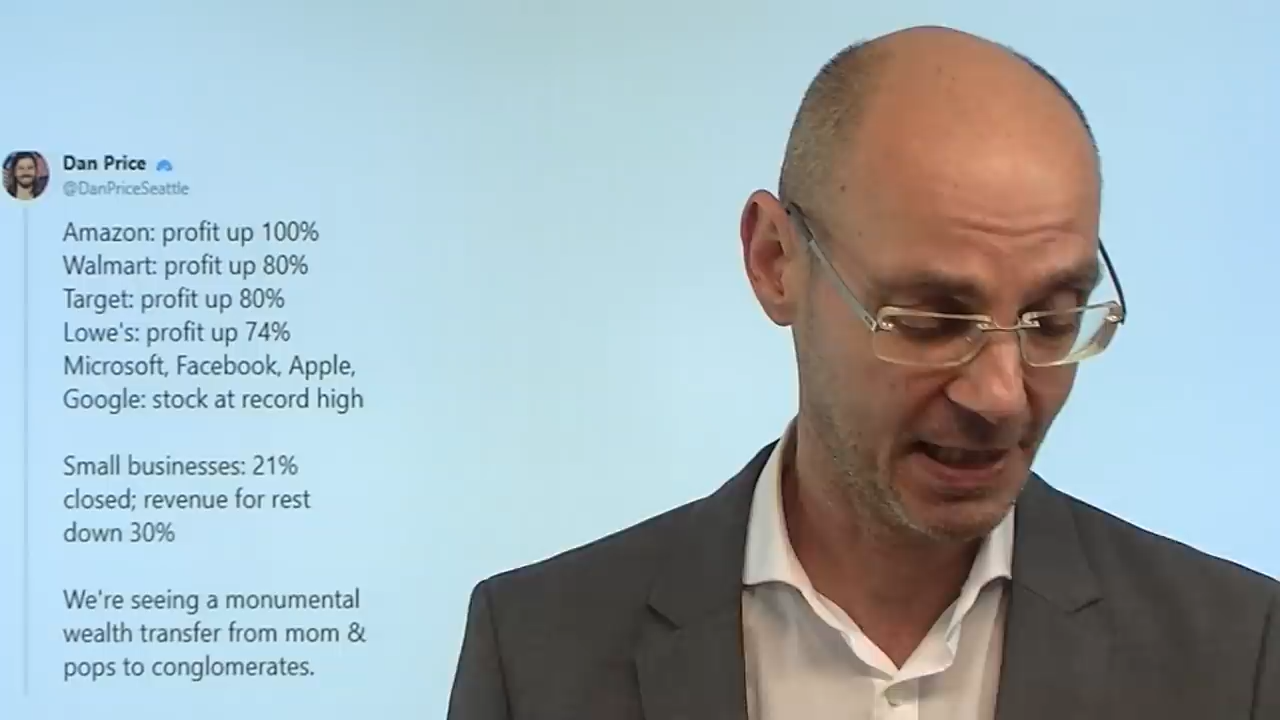 Dan Price
@DanPriceSeattle
Amazon: profit up 100%
Walmart: profit up 80%
Target: profit up 80%
Lowe's: profit up 74%
Microsoft, Facebook, Apple,
Google: stock at record high
Small businesses: 21%
closed; revenue for rest
down 30%
We're seeing a monumental
wealth transfer from mom &
pops to conglomerates.